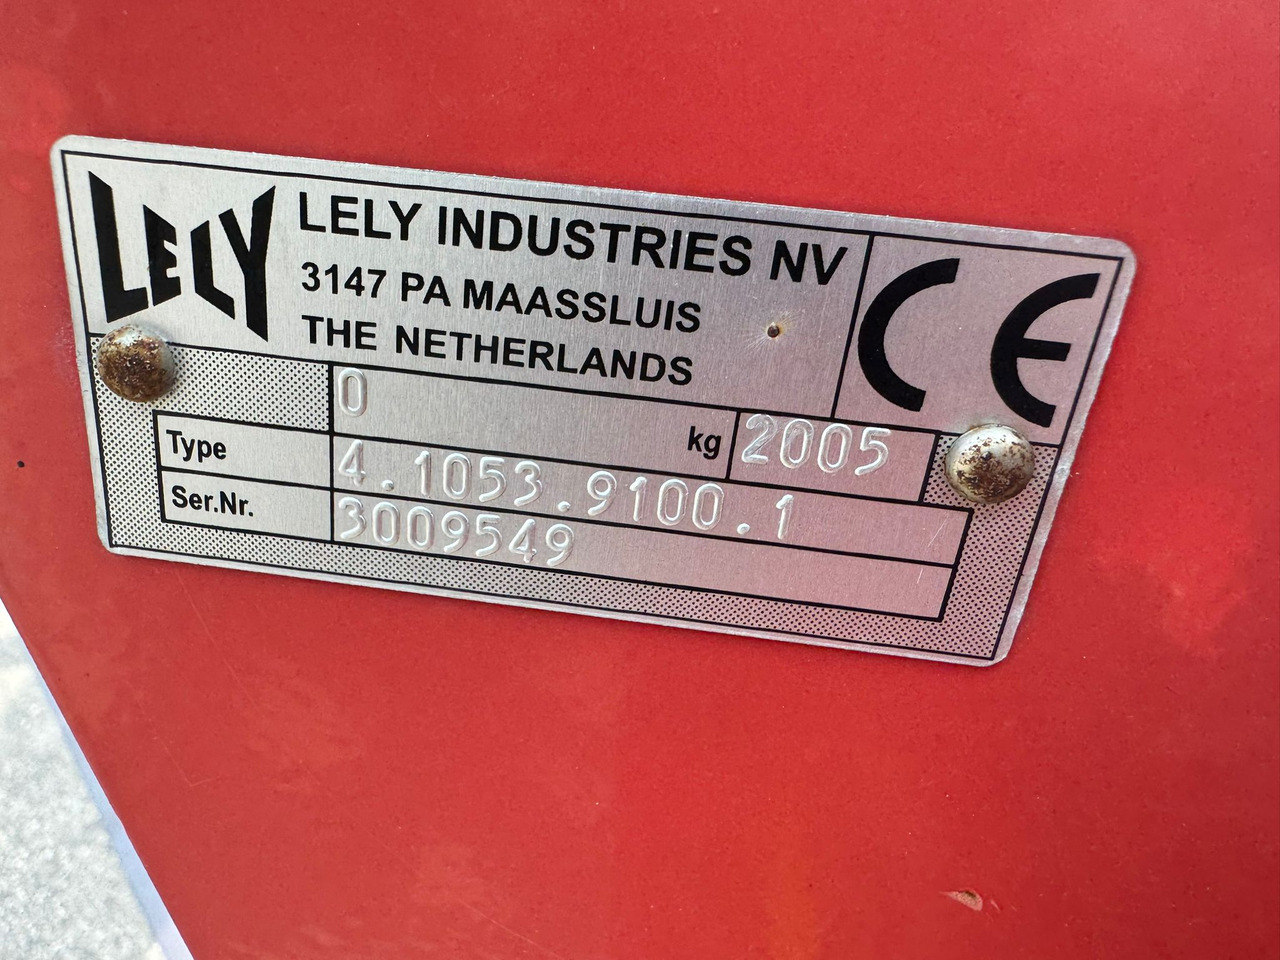 LELY
LELY INDUSTRIES NV
3147 PA MAASSLUIS
THE NETHERLANDS
CE
0 kg 2005
Type 4.1053.9100.1
Ser.Nr. 3009549